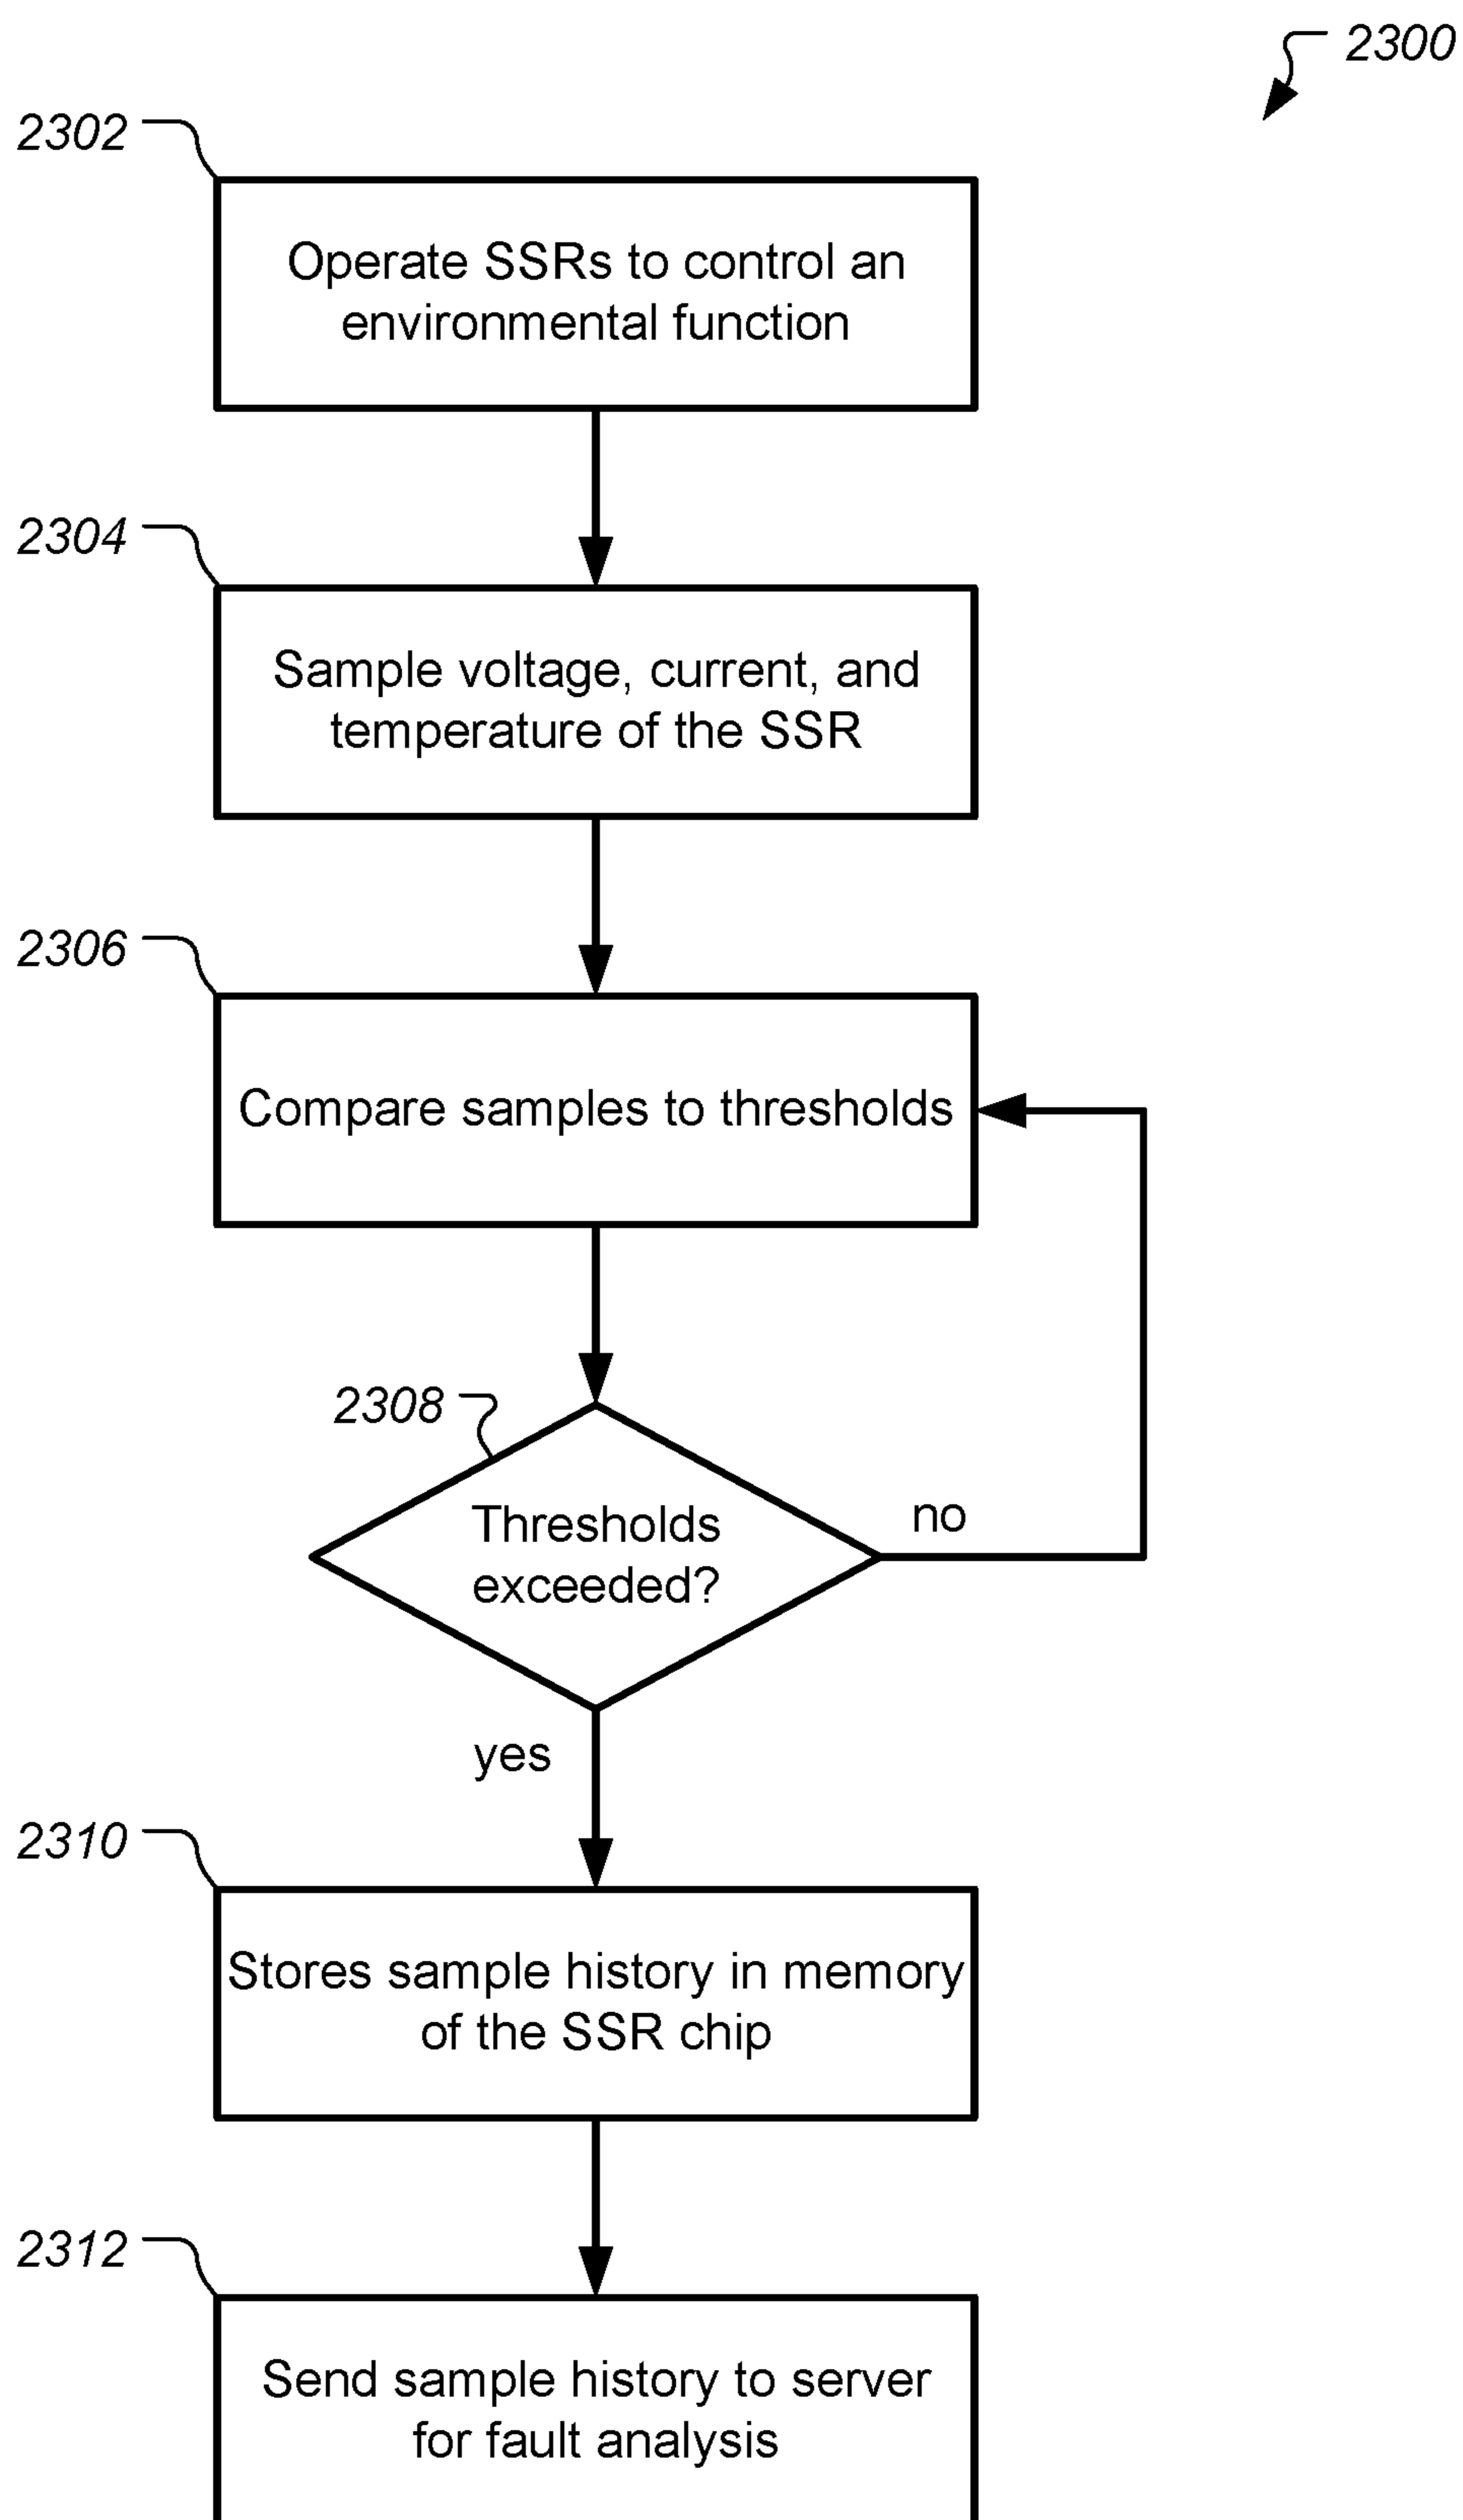 2300
2302
Operate SSRs to control an
environmental function
2304
Sample voltage, current, and
temperature of the SSR
2306
Compare samples to thresholds
2308
Thresholds
exceeded?
no
yes
2310
Stores sample history in memory
of the SSR chip
2312
Send sample history to server
for fault analysis